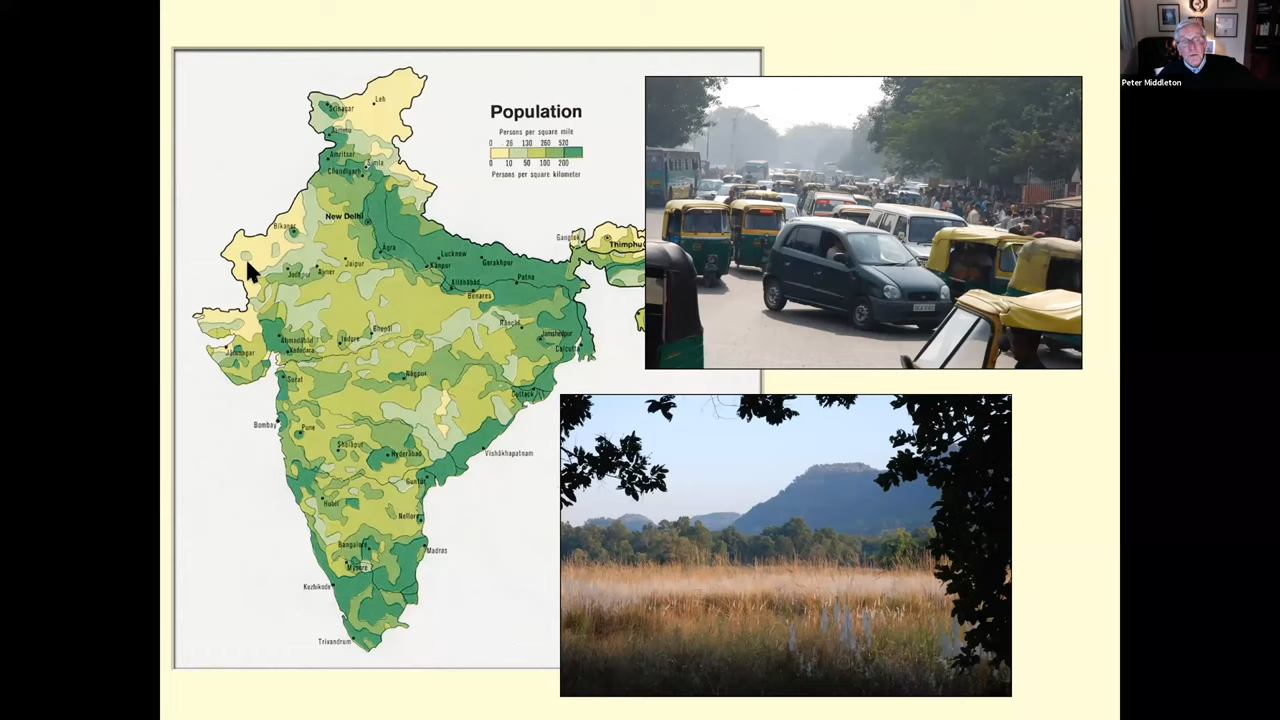 Population
Persons per square mile
0 26 130 260 520
0 10 50 100 200
Persons per square kilometer
Leh
Srinagar
Jammu
Amritsar
Simla
Chandigarh
New Delhi
Bikaner
Gangtok
Thimphu
Agra
Lucknow
Gorakhpur
Kanpur
Jaipur
Jodhpur
Ajmer
Patna
Allahabad
Benares
Ranchi
Jamshedpur
Calcutta
Bhopal
Indore
Ahmadabad
Vadodara
Jamnagar
Surat
Nagpur
Cuttack
Bombay
Pune
Sholapur
Hyderabad
Vishākhapatnam
Guntur
Hubli
Nellore
Bangalore
Madras
Mysore
Kozhikode
Trivandrum
Peter Middleton